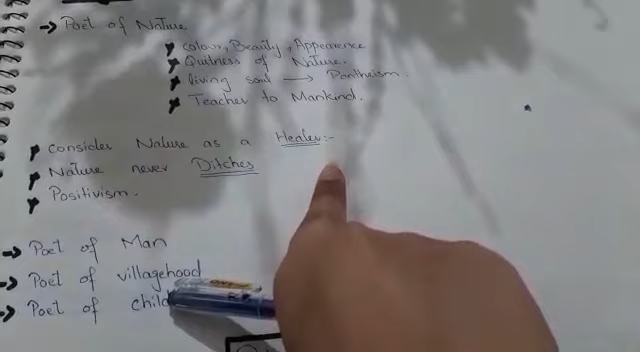 → Poet of Nature
Colour, Beauty, Appearence
Quitness of Nature.
living soul → Pantheism.
Teacher to Mankind.
Consider Nature as a Healer:-
Nature never Ditches
Positivism.
→ Poet of Man
→ Poet of villagehood
→ Poet of